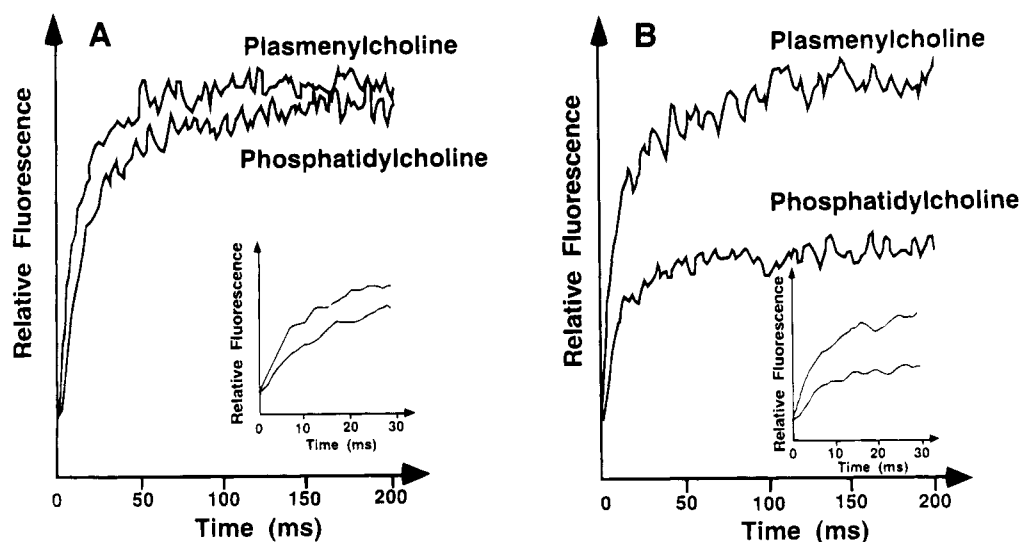 A
Plasmenylcholine
Phosphatidylcholine
Relative Fluorescence
0 50 100 150 200
Time (ms)
Relative Fluorescence
0 10 20 30
Time (ms)
B
Plasmenylcholine
Phosphatidylcholine
Relative Fluorescence
0 50 100 150 200
Time (ms)
Relative Fluorescence
0 10 20 30
Time (ms)